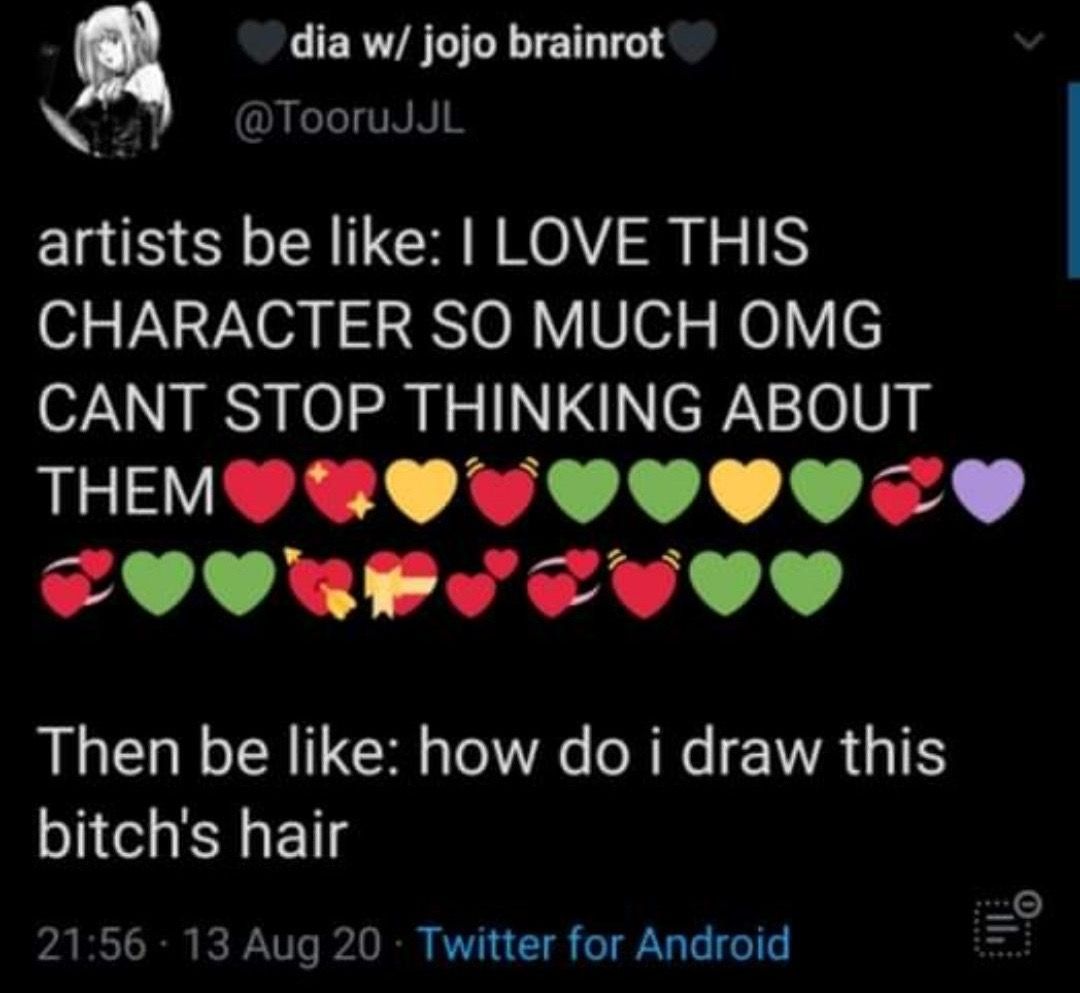 🖤dia w/ jojo brainrot🖤
@TooruJJL
artists be like: I LOVE THIS
CHARACTER SO MUCH OMG
CANT STOP THINKING ABOUT
THEM❤️💖💛💓💚💚💛💚💞💜
💞💚💚💘💝💕💞💓💚💚
Then be like: how do i draw this
bitch's hair
21:56 · 13 Aug 20 · Twitter for Android